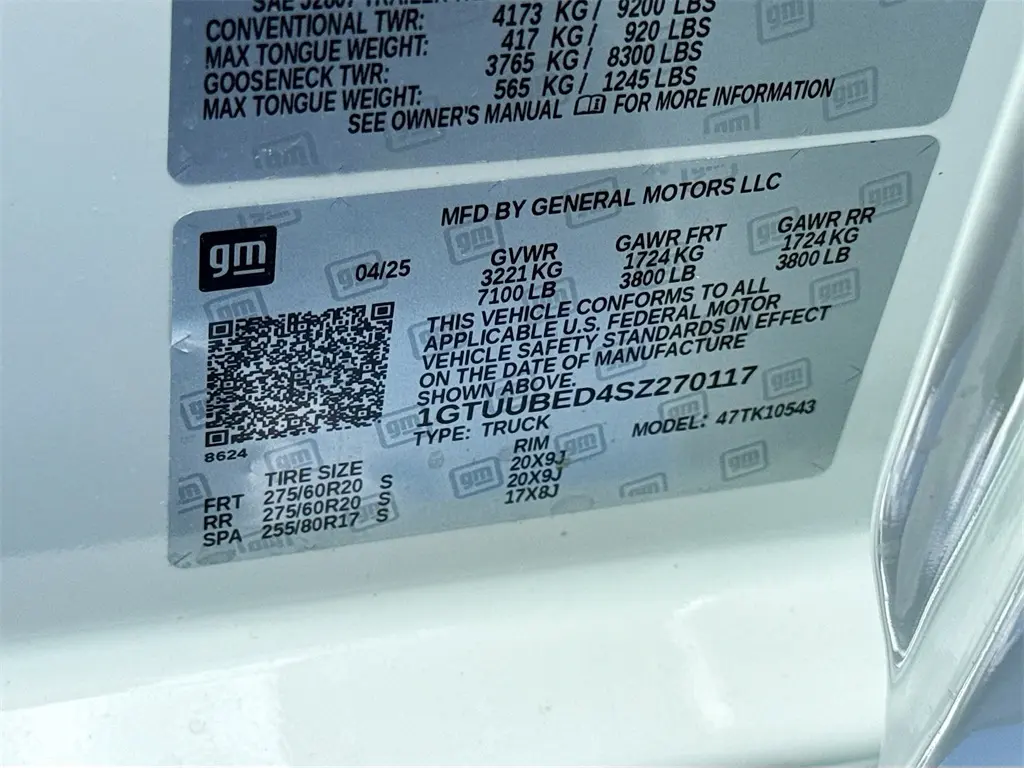 SAE J2807 TRAILER
CONVENTIONAL TWR: 4173 KG/ 9200 LBS
MAX TONGUE WEIGHT: 417 KG/ 920 LBS
GOOSENECK TWR: 3765 KG/ 8300 LBS
MAX TONGUE WEIGHT: 565 KG/ 1245 LBS
SEE OWNER'S MANUAL FOR MORE INFORMATION
gm
MFD BY GENERAL MOTORS LLC
04/25
GVWR GAWR FRT GAWR RR
3221 KG 1724 KG 1724 KG
7100 LB 3800 LB 3800 LB
THIS VEHICLE CONFORMS TO ALL
APPLICABLE U.S. FEDERAL MOTOR
VEHICLE SAFETY STANDARDS IN EFFECT
ON THE DATE OF MANUFACTURE
SHOWN ABOVE.
1GTUUBED4SZ270117
TYPE: TRUCK MODEL: 47TK10543
8624
TIRE SIZE RIM
FRT 275/60R20 S 20X9J
RR 275/60R20 S 20X9J
SPA 255/80R17 S 17X8J